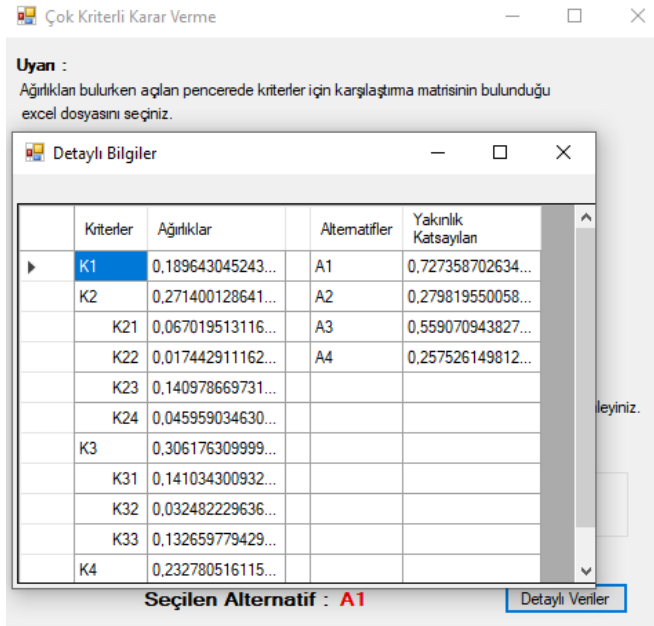 Çok Kriterli Karar Verme
Uyarı :
Ağırlıkları bulurken açılan pencerede kriterler için karşılaştırma matrisinin bulunduğu
excel dosyasını seçiniz.
Detaylı Bilgiler
Kriterler Ağırlıklar Alternatifler Yakınlık
Katsayıları
K1 0,189643045243... A1 0,727358702634...
K2 0,271400128641... A2 0,279819550058...
K21 0,067019513116... A3 0,559070943827...
K22 0,017442911162... A4 0,257526149812...
K23 0,140978669731...
K24 0,045959034630...
K3 0,306176309999...
K31 0,141034300932...
K32 0,032482229636...
K33 0,132659779429...
K4 0,232780516115...
Seçilen Alternatif : A1
Detaylı Veriler